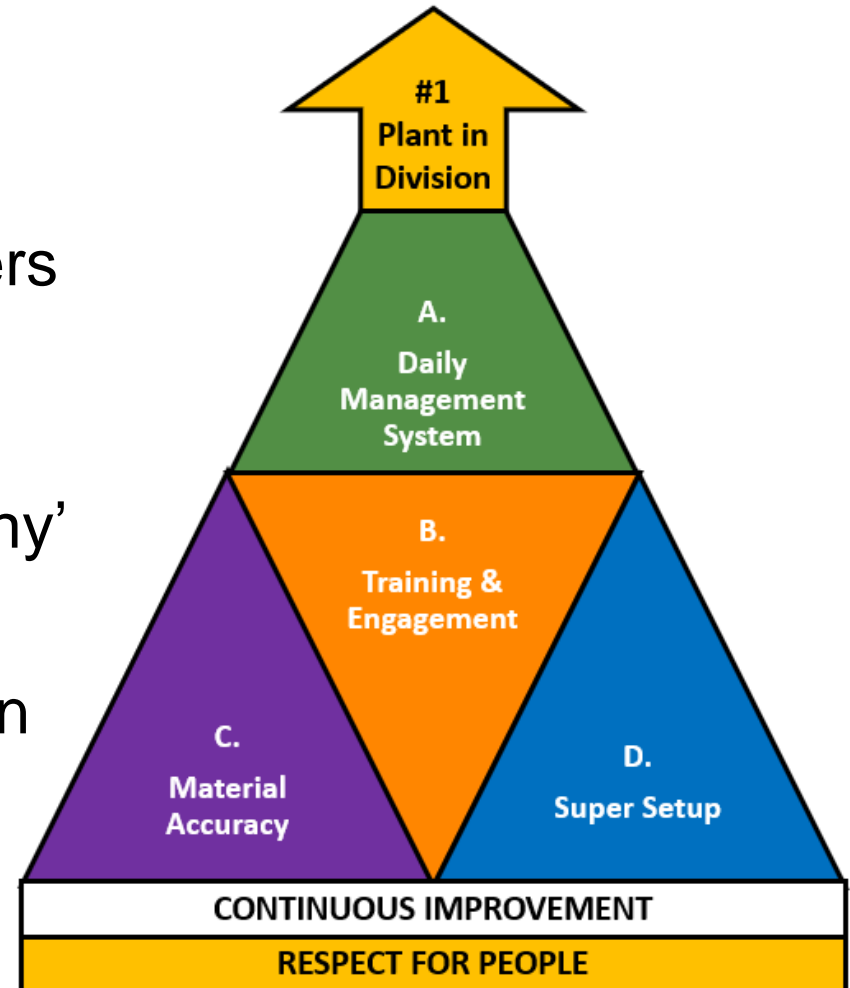 #1
Plant in
Division
ers
A.
Daily
Management
System
ny’
B.
Training &
Engagement
n
C.
Material
Accuracy
D.
Super Setup
CONTINUOUS IMPROVEMENT
RESPECT FOR PEOPLE